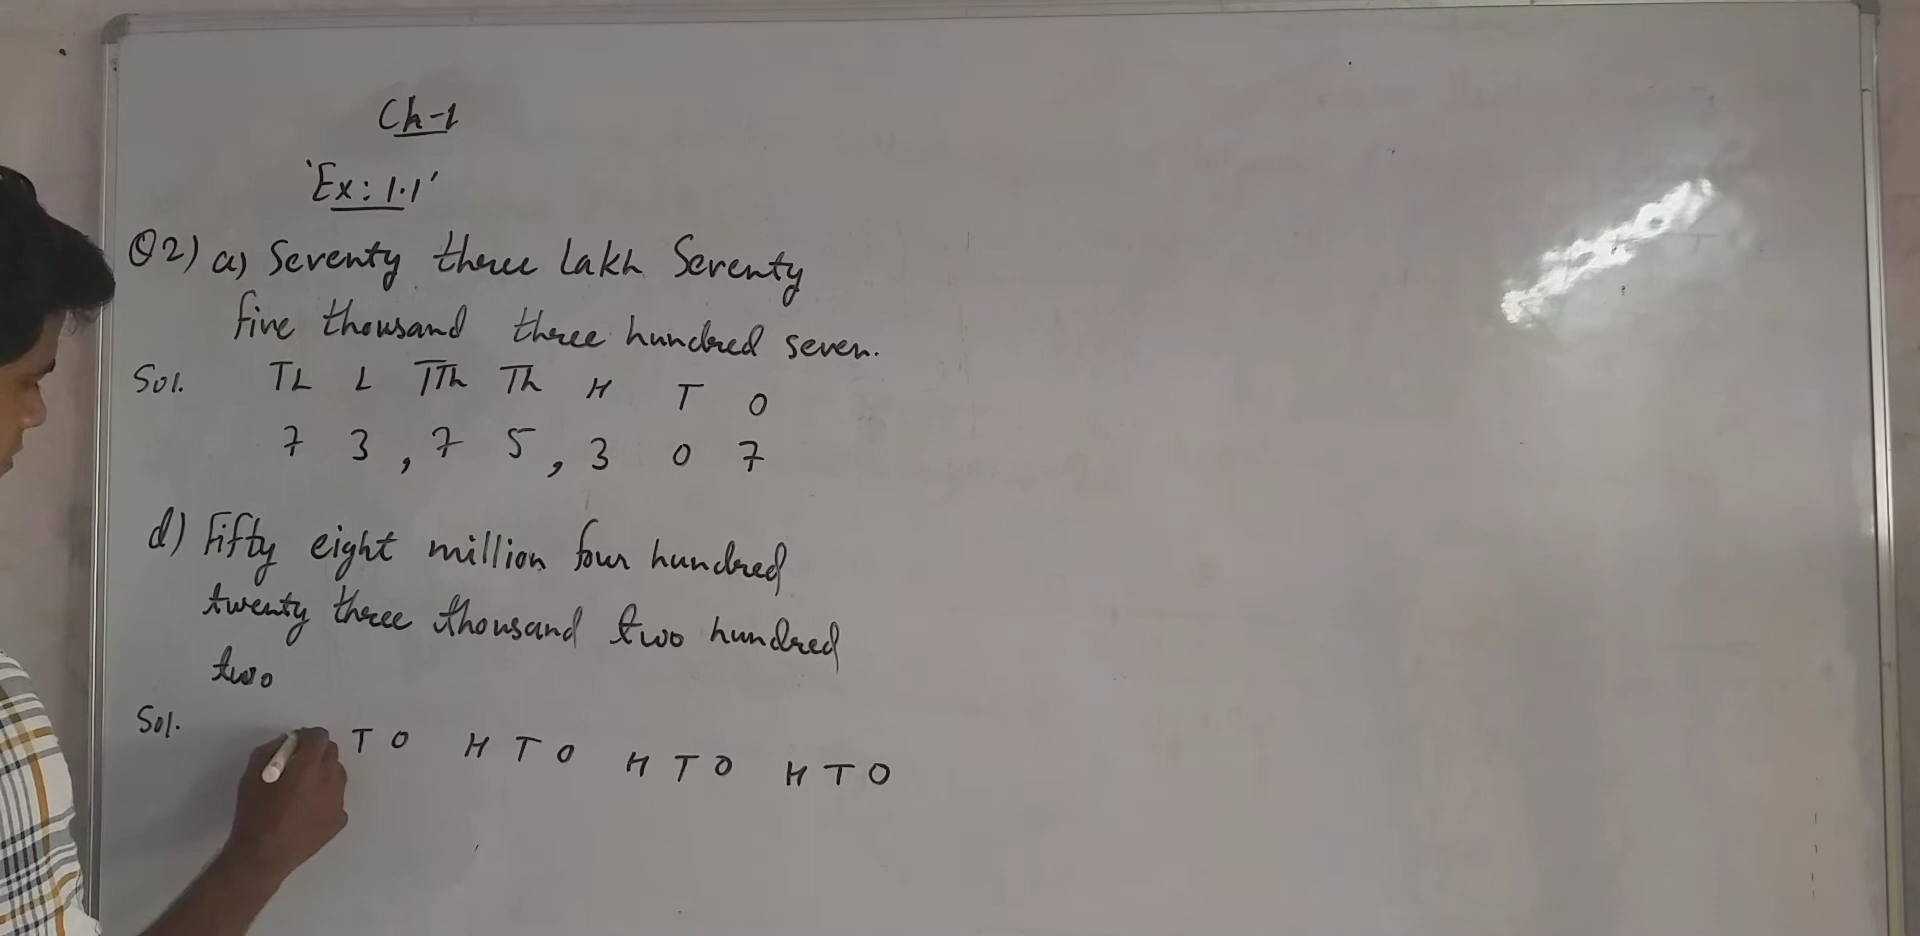 Ch-1
'Ex: 1.1'
Q2) a) Seventy three lakh Seventy
five thousand three hundred seven.
Sol. TL L TTh Th H T O
7 3 , 7 5 , 3 0 7
d) Fifty eight million four hundred
twenty three thousand two hundred
two
Sol. T O H T O H T O H T O